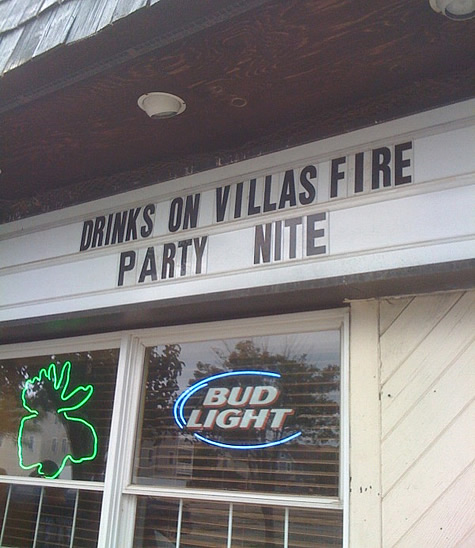 DRINKS ON VILLAS FIRE
PARTY NITE
BUD
LIGHT